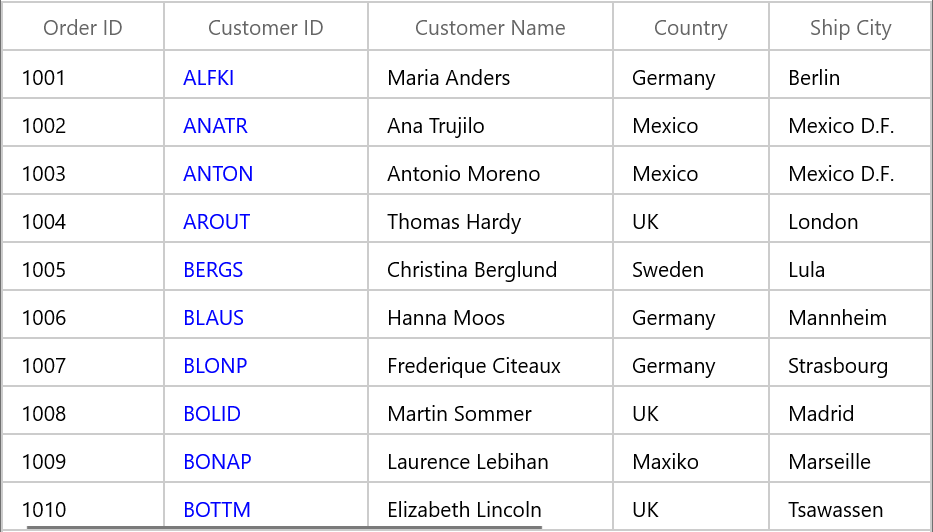 Order ID Customer ID Customer Name Country Ship City
1001 ALFKI Maria Anders Germany Berlin
1002 ANATR Ana Trujilo Mexico Mexico D.F.
1003 ANTON Antonio Moreno Mexico Mexico D.F.
1004 AROUT Thomas Hardy UK London
1005 BERGS Christina Berglund Sweden Lula
1006 BLAUS Hanna Moos Germany Mannheim
1007 BLONP Frederique Citeaux Germany Strasbourg
1008 BOLID Martin Sommer UK Madrid
1009 BONAP Laurence Lebihan Maxiko Marseille
1010 BOTTM Elizabeth Lincoln UK Tsawassen